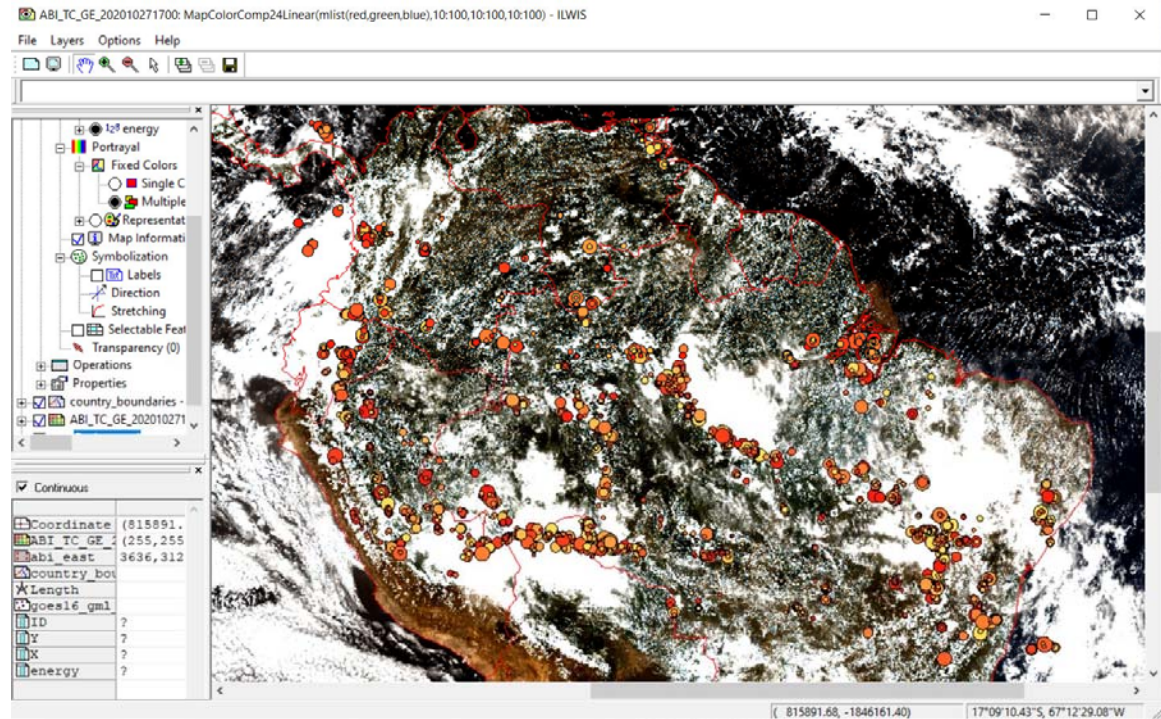 ABI_TC_GE_202010271700: MapColorComp24Linear(mlist(red,green,blue),10:100,10:100,10:100) - ILWIS
File Layers Options Help
energy
Portrayal
Fixed Colors
Single C
Multiple
Representat
Map Informati
Symbolization
Labels
Direction
Stretching
Selectable Feat
Transparency (0)
Operations
Properties
country_boundaries -
ABI_TC_GE_202010271
Continuous
Coordinate (815891.
ABI_TC_GE_2 (255,255
abi_east 3636,312
country_bou
Length
goes16_gml_
ID ?
Y ?
X ?
energy ?
( 815891.68, -1846161.40) 17°09'10.43"S, 67°12'29.08"W